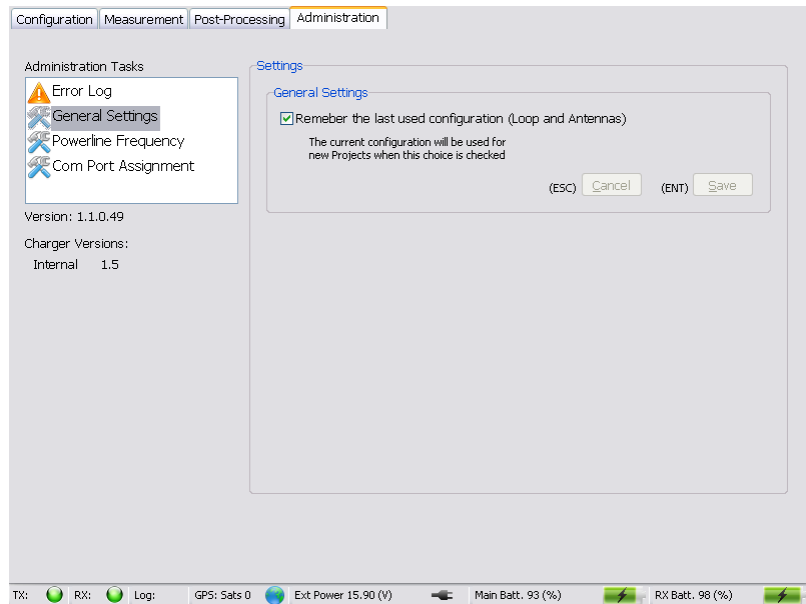 Configuration Measurement Post-Processing Administration
Administration Tasks
Error Log
General Settings
Powerline Frequency
Com Port Assignment
Version: 1.1.0.49
Charger Versions:
Internal 1.5
Settings
General Settings
Remeber the last used configuration (Loop and Antennas)
The current configuration will be used for
new Projects when this choice is checked
(ESC) Cancel (ENT) Save
TX: RX: Log: GPS: Sats 0 Ext Power 15.90 (V) Main Batt. 93 (%) RX Batt. 98 (%)